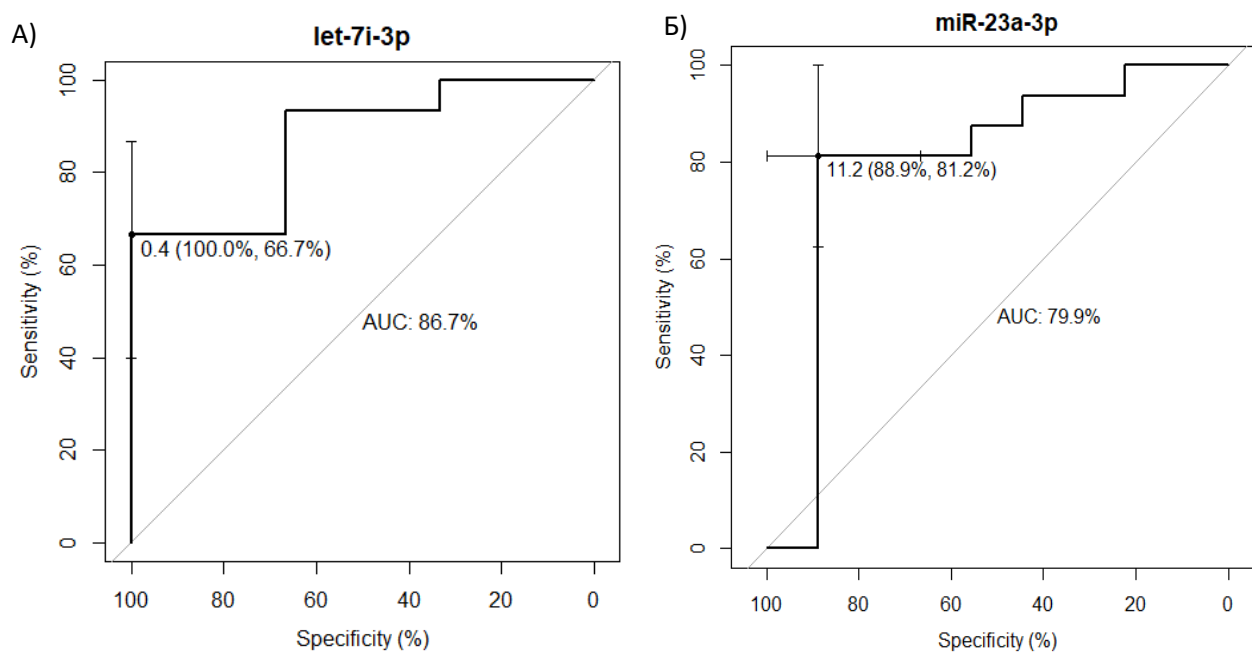 А)
let-7i-3p
Sensitivity (%)
100
80
60
40
20
0
0.4 (100.0%, 66.7%)
AUC: 86.7%
100 80 60 40 20 0
Specificity (%)
Б)
miR-23a-3p
Sensitivity (%)
100
80
60
40
20
0
11.2 (88.9%, 81.2%)
AUC: 79.9%
100 80 60 40 20 0
Specificity (%)